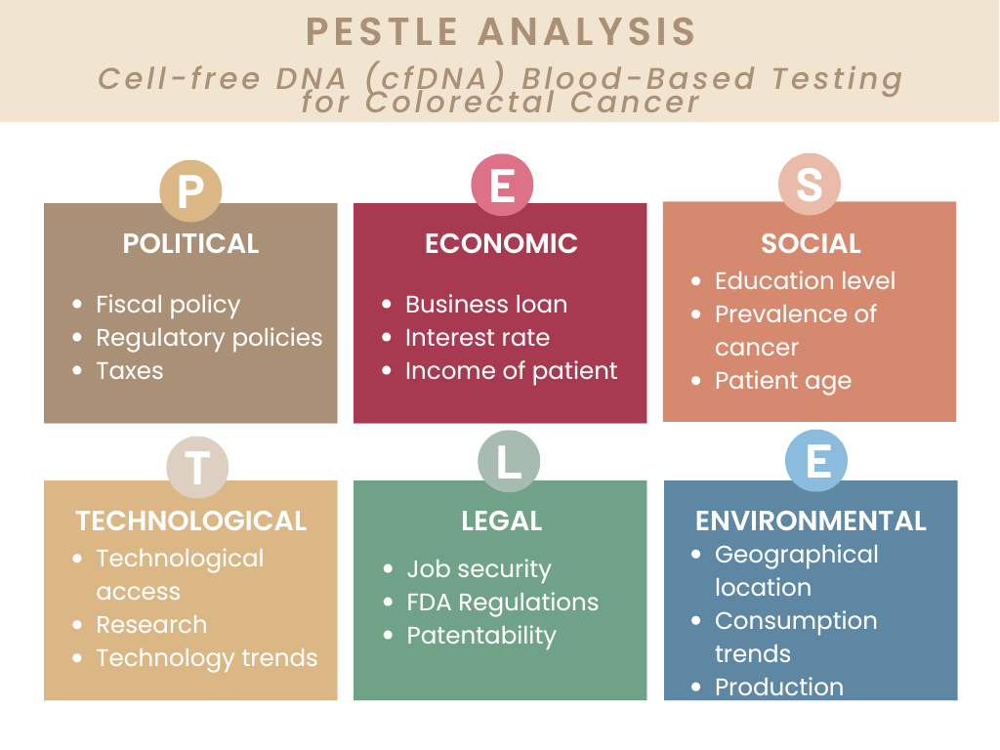 PESTLE ANALYSIS
Cell-free DNA (cfDNA) Blood-Based Testing
for Colorectal Cancer
P
POLITICAL
• Fiscal policy
• Regulatory policies
• Taxes
E
ECONOMIC
• Business loan
• Interest rate
• Income of patient
S
SOCIAL
• Education level
• Prevalence of
cancer
• Patient age
T
TECHNOLOGICAL
• Technological
access
• Research
• Technology trends
L
LEGAL
• Job security
• FDA Regulations
• Patentability
E
ENVIRONMENTAL
• Geographical
location
• Consumption
trends
• Production